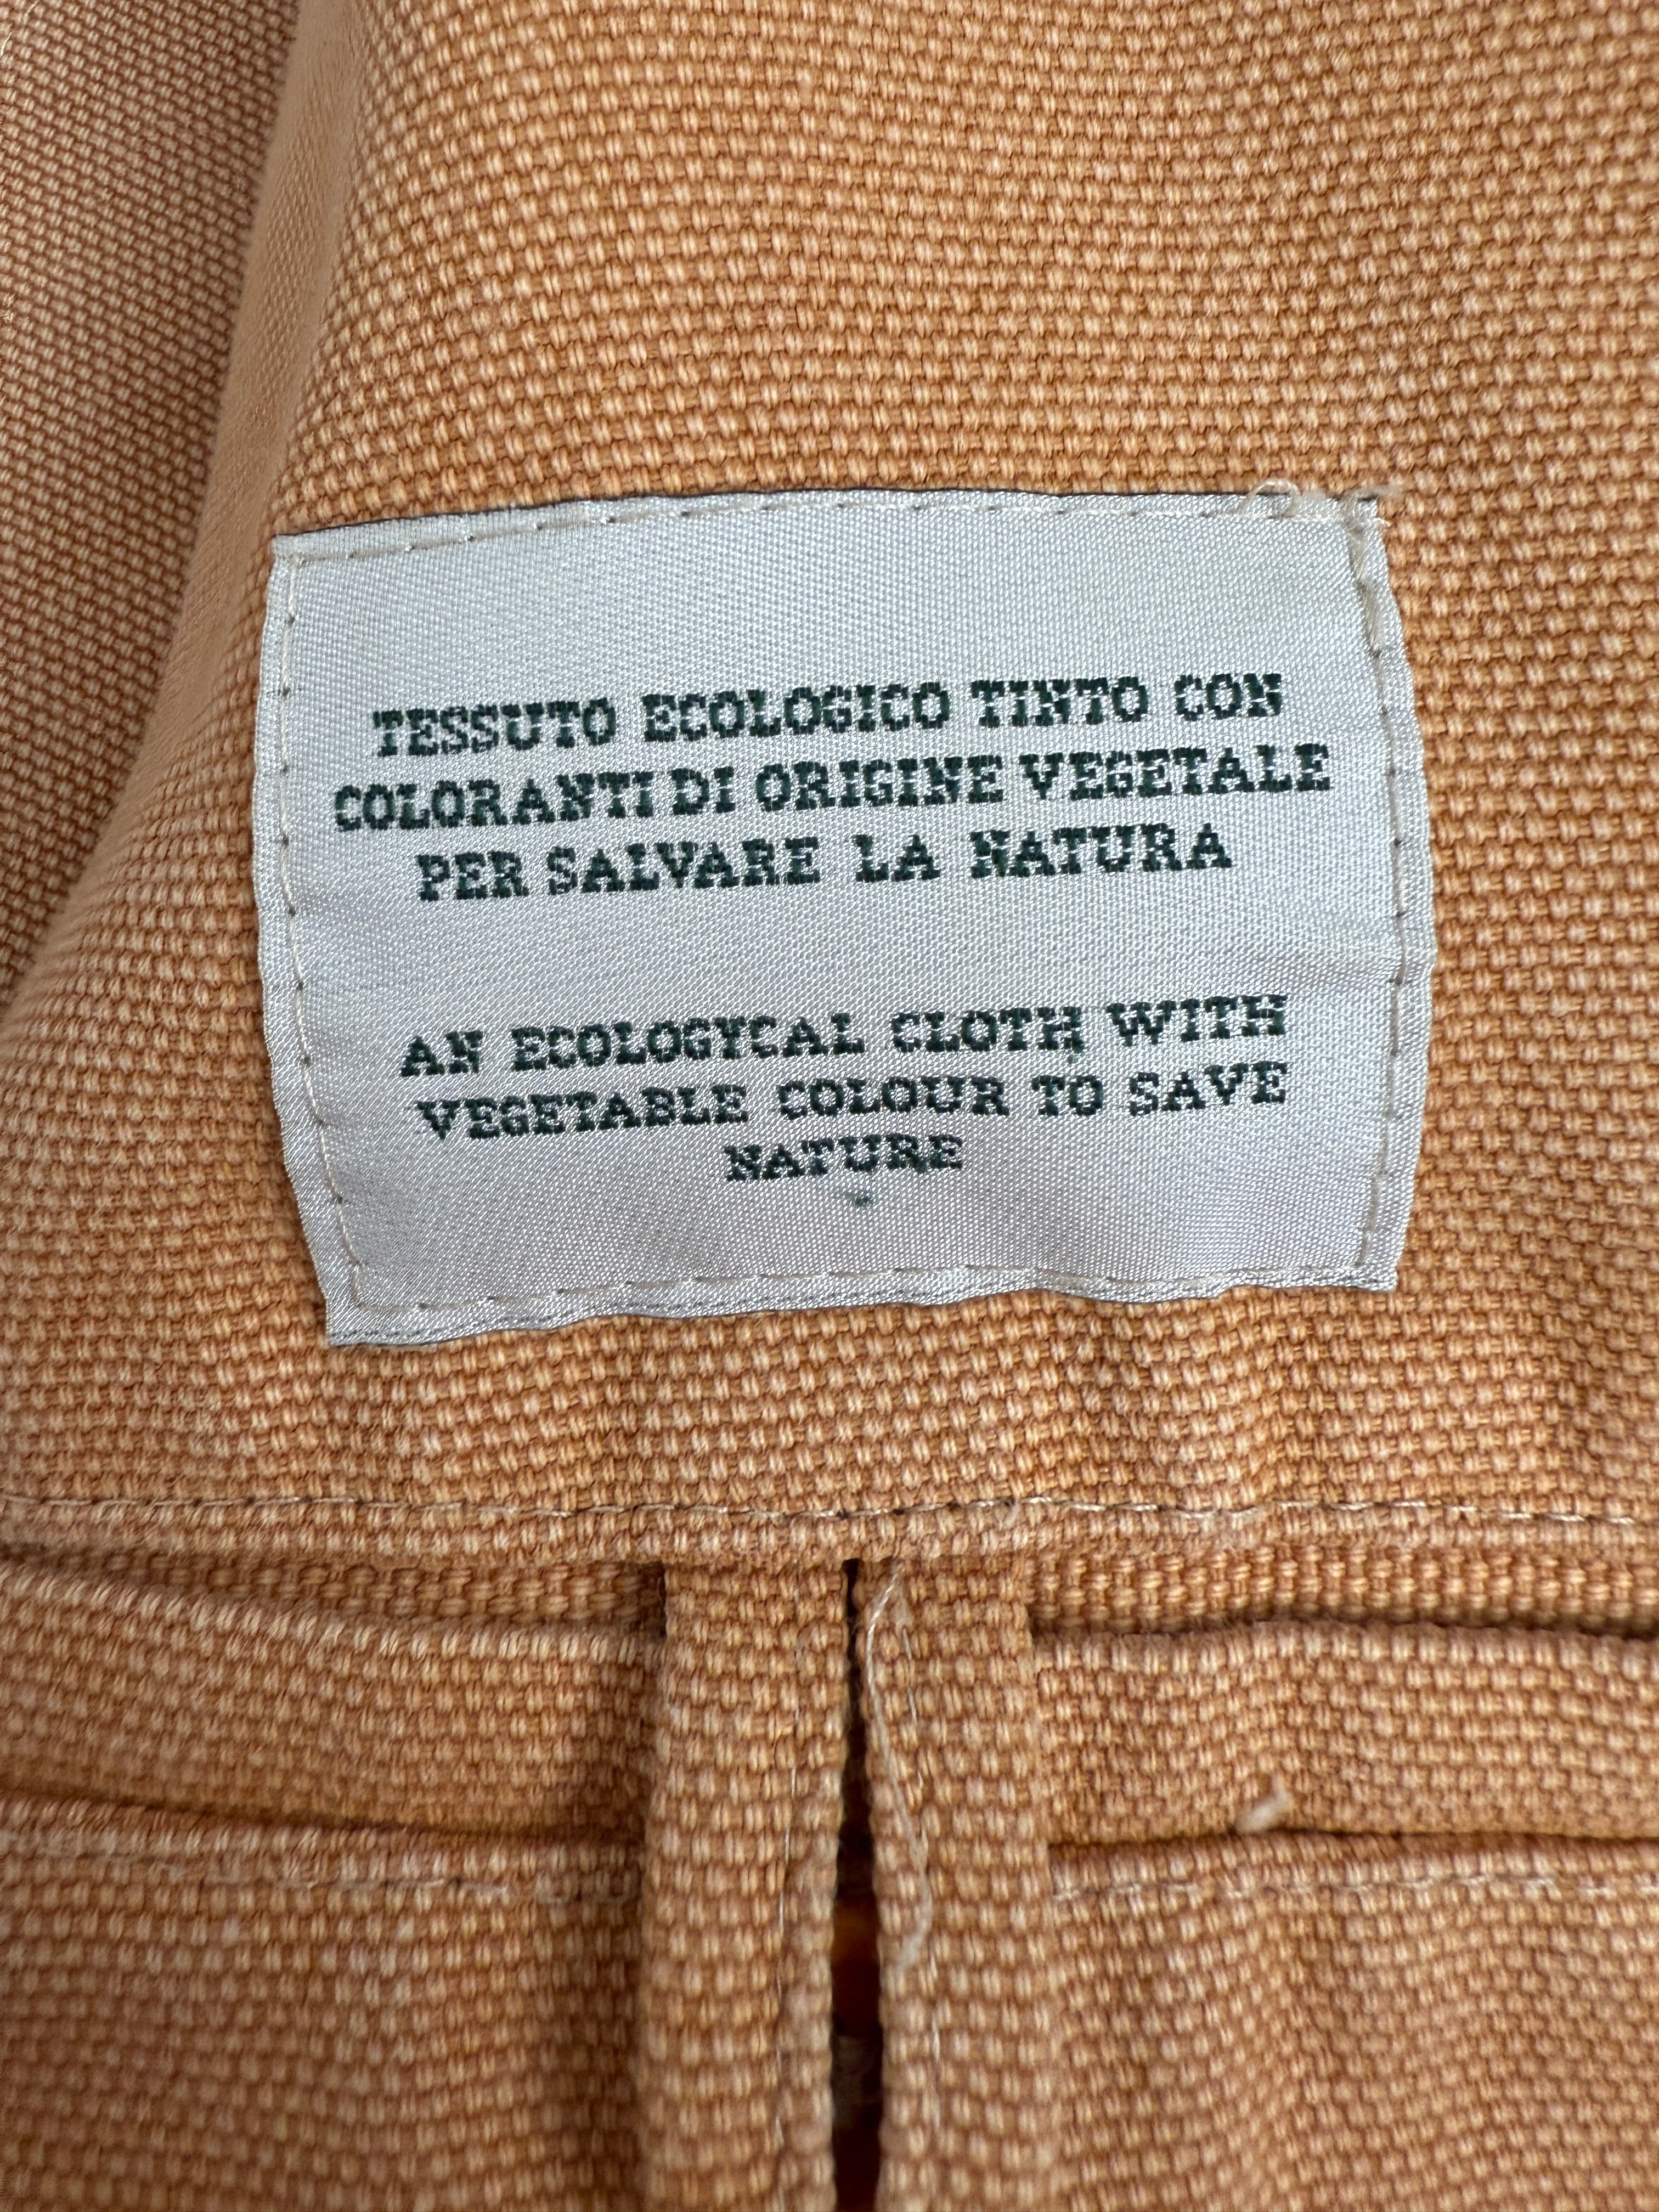 TESSUTO ECOLOGICO TINTO CON
COLORANTI DI ORIGINE VEGETALE
PER SALVARE LA NATURA
AN ECOLOGYCAL CLOTH WITH
VEGETABLE COLOUR TO SAVE
NATURE